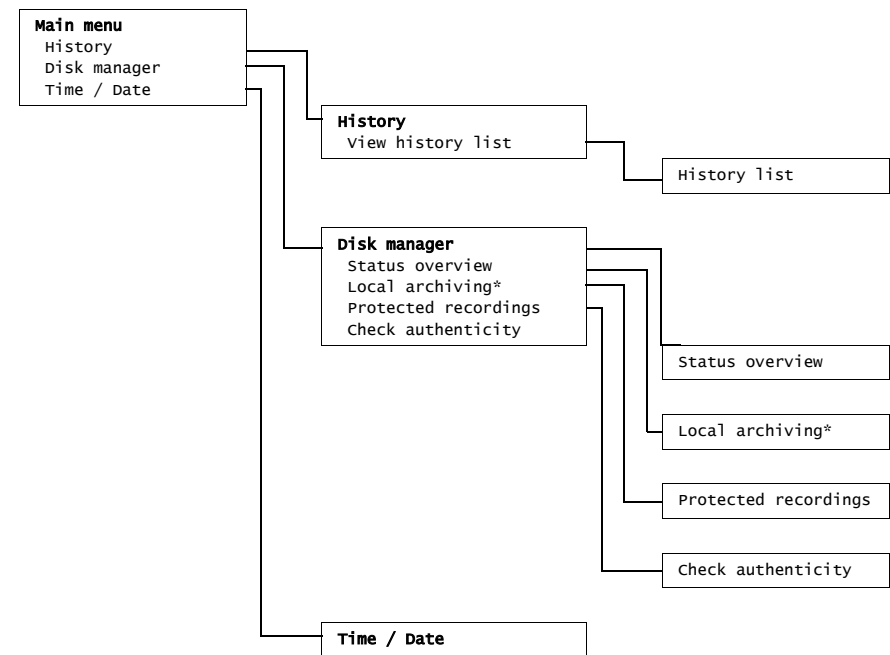 Main menu
History
Disk manager
Time / Date
History
View history list
History list
Disk manager
Status overview
Local archiving*
Protected recordings
Check authenticity
Status overview
Local archiving*
Protected recordings
Check authenticity
Time / Date